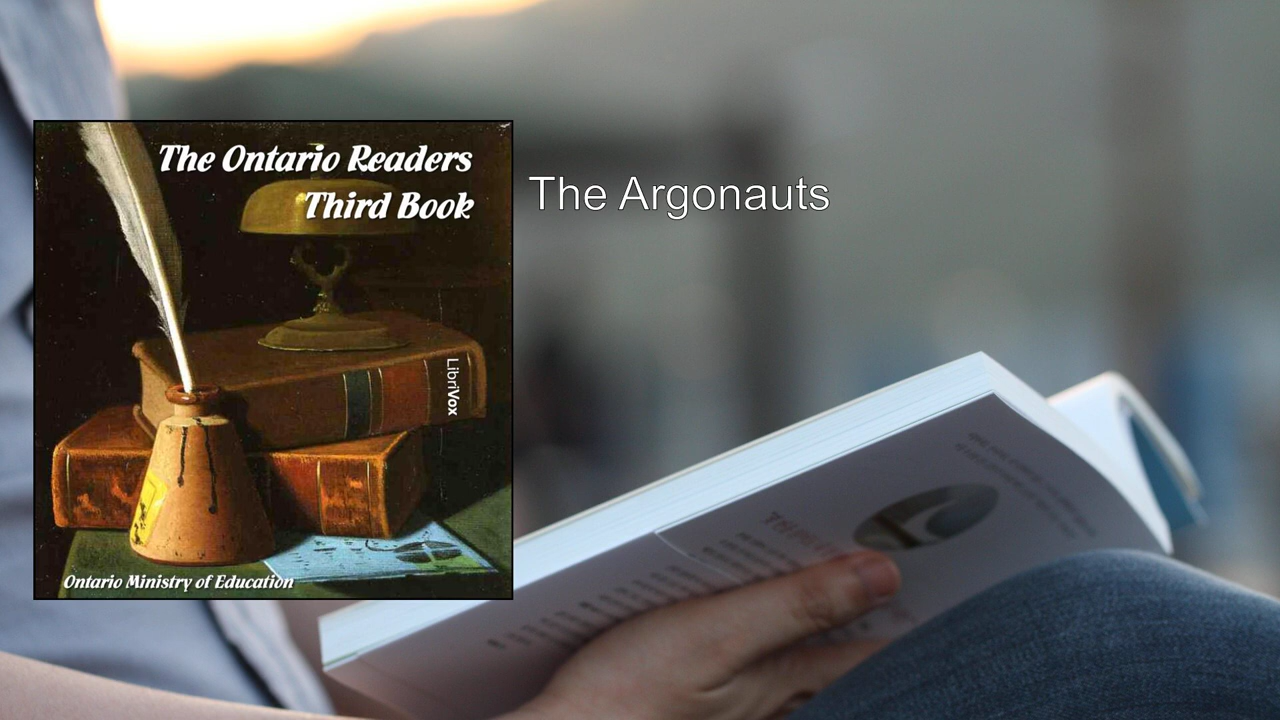 The Ontario Readers
Third Book
The Argonauts
LibriVox
Ontario Ministry of Education